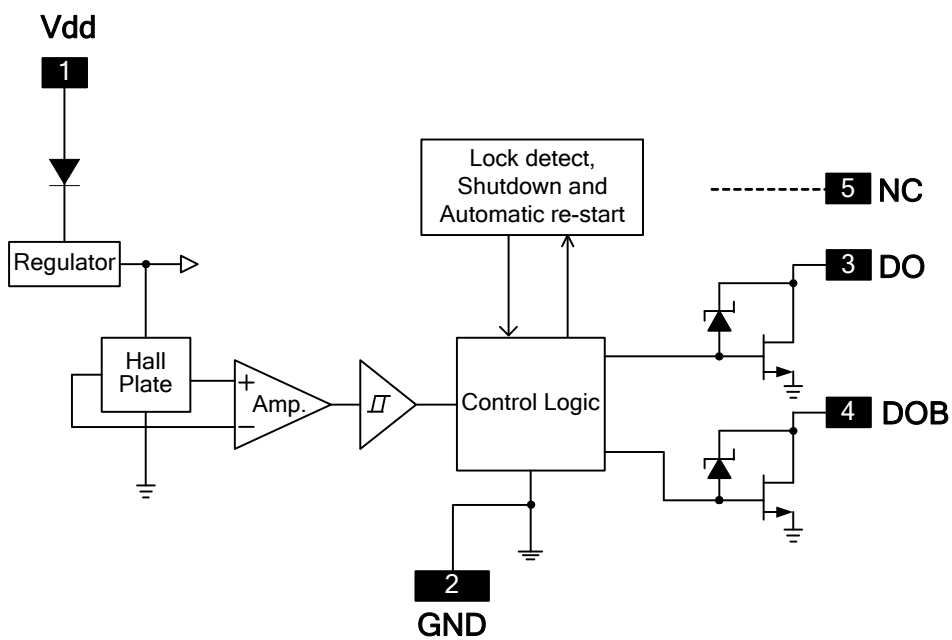 Vdd
1
Lock detect,
Shutdown and
Automatic re-start
5 NC
Regulator
3 DO
Hall
Plate
+
Amp.
−
Control Logic
4 DOB
2
GND